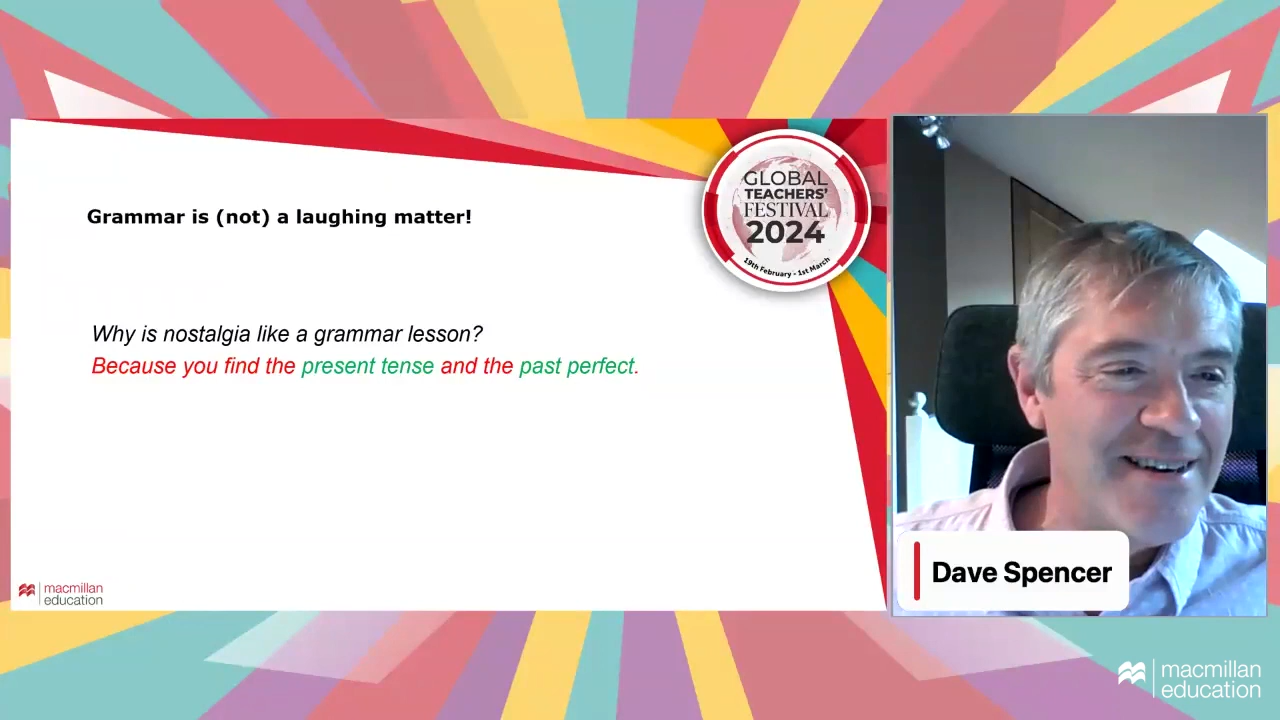 Grammar is (not) a laughing matter!
Why is nostalgia like a grammar lesson?
Because you find the present tense and the past perfect.
GLOBAL
TEACHERS'
FESTIVAL
2024
19th February - 1st March
Dave Spencer
macmillan
education
macmillan
education